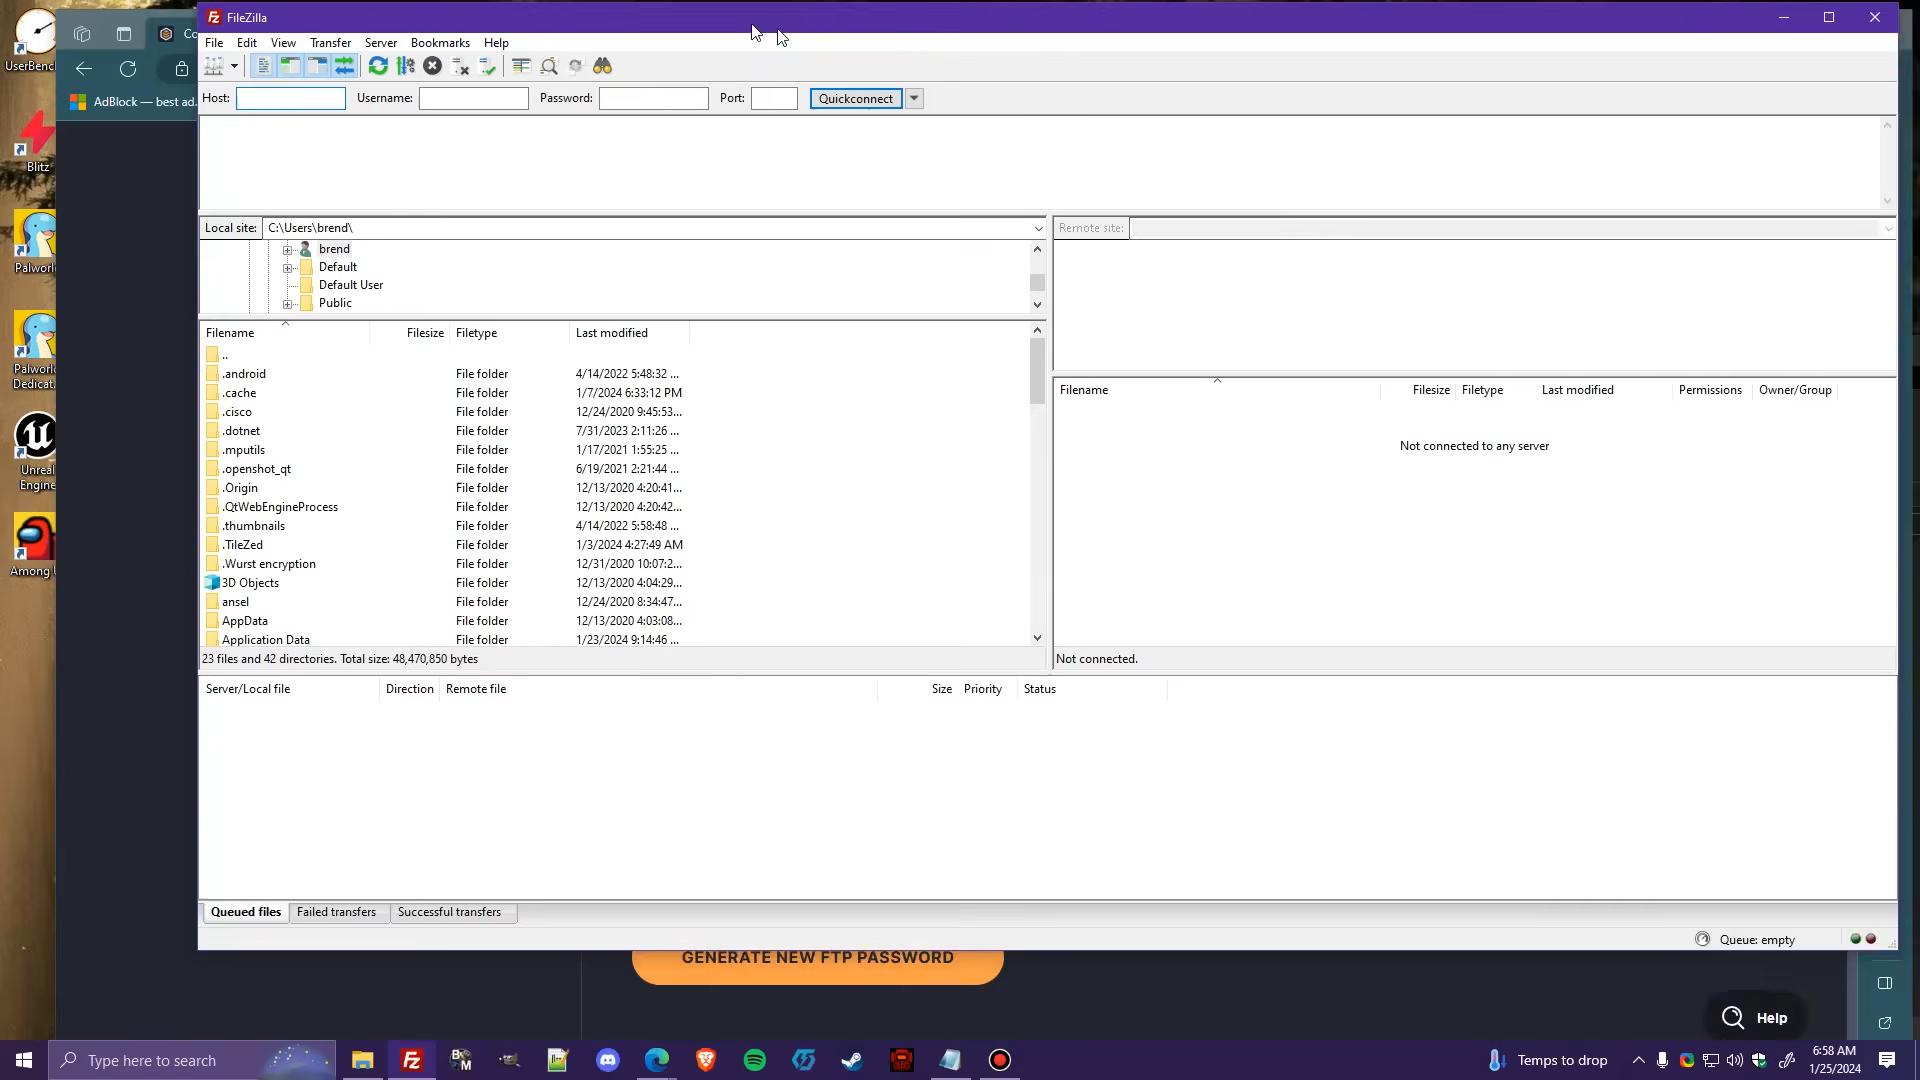 FileZilla
File Edit View Transfer Server Bookmarks Help
Host: Username: Password: Port: Quickconnect
Local site: C:\Users\brend\
brend
Default
Default User
Public
Filename Filesize Filetype Last modified
..
.android File folder 4/14/2022 5:48:32 ...
.cache File folder 1/7/2024 6:33:12 PM
.cisco File folder 12/24/2020 9:45:53...
.dotnet File folder 7/31/2023 2:11:26 ...
.mputils File folder 1/17/2021 1:55:25 ...
.openshot_qt File folder 6/19/2021 2:21:44 ...
.Origin File folder 12/13/2020 4:20:41...
.QtWebEngineProcess File folder 12/13/2020 4:20:42...
.thumbnails File folder 4/14/2022 5:58:48 ...
.TileZed File folder 1/3/2024 4:27:49 AM
.Wurst encryption File folder 12/31/2020 10:07:2...
3D Objects File folder 12/13/2020 4:04:29...
ansel File folder 12/24/2020 8:34:47...
AppData File folder 12/13/2020 4:03:08...
Application Data File folder 1/23/2024 9:14:46 ...
23 files and 42 directories. Total size: 48,470,850 bytes
Remote site:
Filename Filesize Filetype Last modified Permissions Owner/Group
Not connected to any server
Not connected.
Server/Local file Direction Remote file Size Priority Status
Queued files Failed transfers Successful transfers
Queue: empty
GENERATE NEW FTP PASSWORD
Help
UserBenc
Blitz
Palworl
Palworl
Dedicat...
Unreal
Engine
Among
Co
AdBlock — best ad.
Type here to search
Temps to drop
6:58 AM
1/25/2024